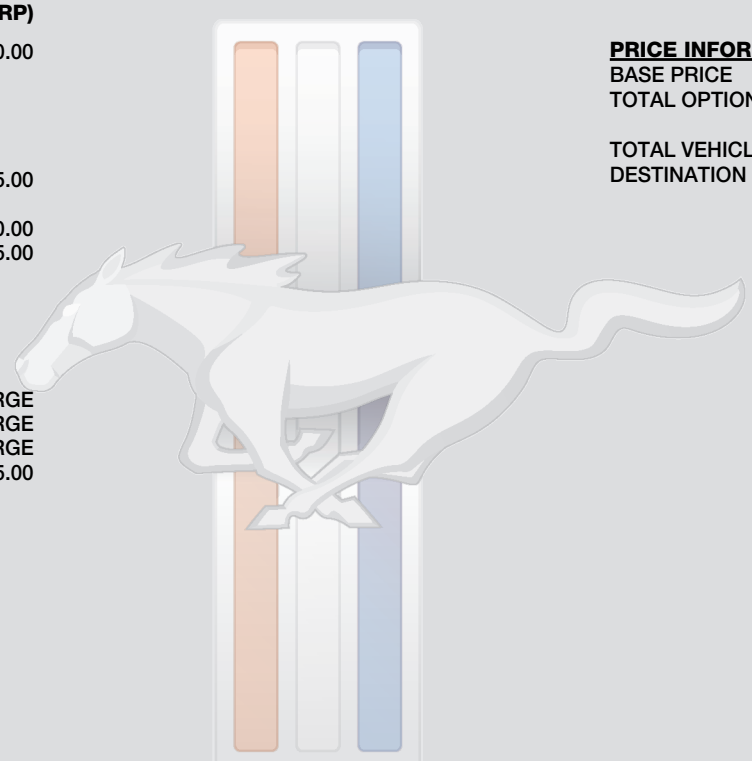 RP)
0.00
5.00
0.00
5.00
RGE
RGE
RGE
5.00
PRICE INFOR
BASE PRICE
TOTAL OPTION
TOTAL VEHICL
DESTINATION